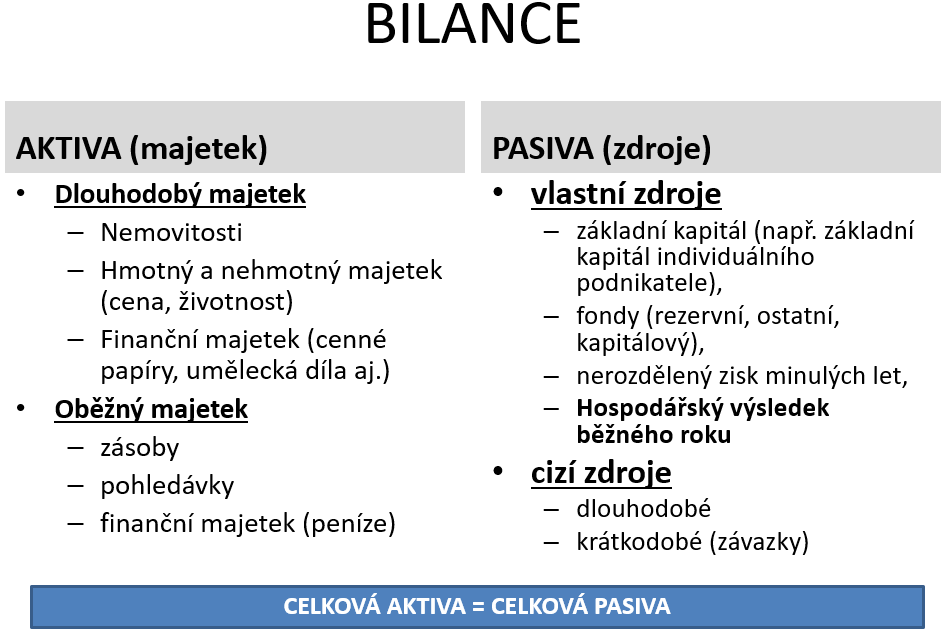 BILANCE
AKTIVA (majetek)
• Dlouhodobý majetek
– Nemovitosti
– Hmotný a nehmotný majetek
(cena, životnost)
– Finanční majetek (cenné
papíry, umělecká díla aj.)
• Oběžný majetek
– zásoby
– pohledávky
– finanční majetek (peníze)
PASIVA (zdroje)
• vlastní zdroje
– základní kapitál (např. základní
kapitál individuálního
podnikatele),
– fondy (rezervní, ostatní,
kapitálový),
– nerozdělený zisk minulých let,
– Hospodářský výsledek
běžného roku
• cizí zdroje
– dlouhodobé
– krátkodobé (závazky)
CELKOVÁ AKTIVA = CELKOVÁ PASIVA